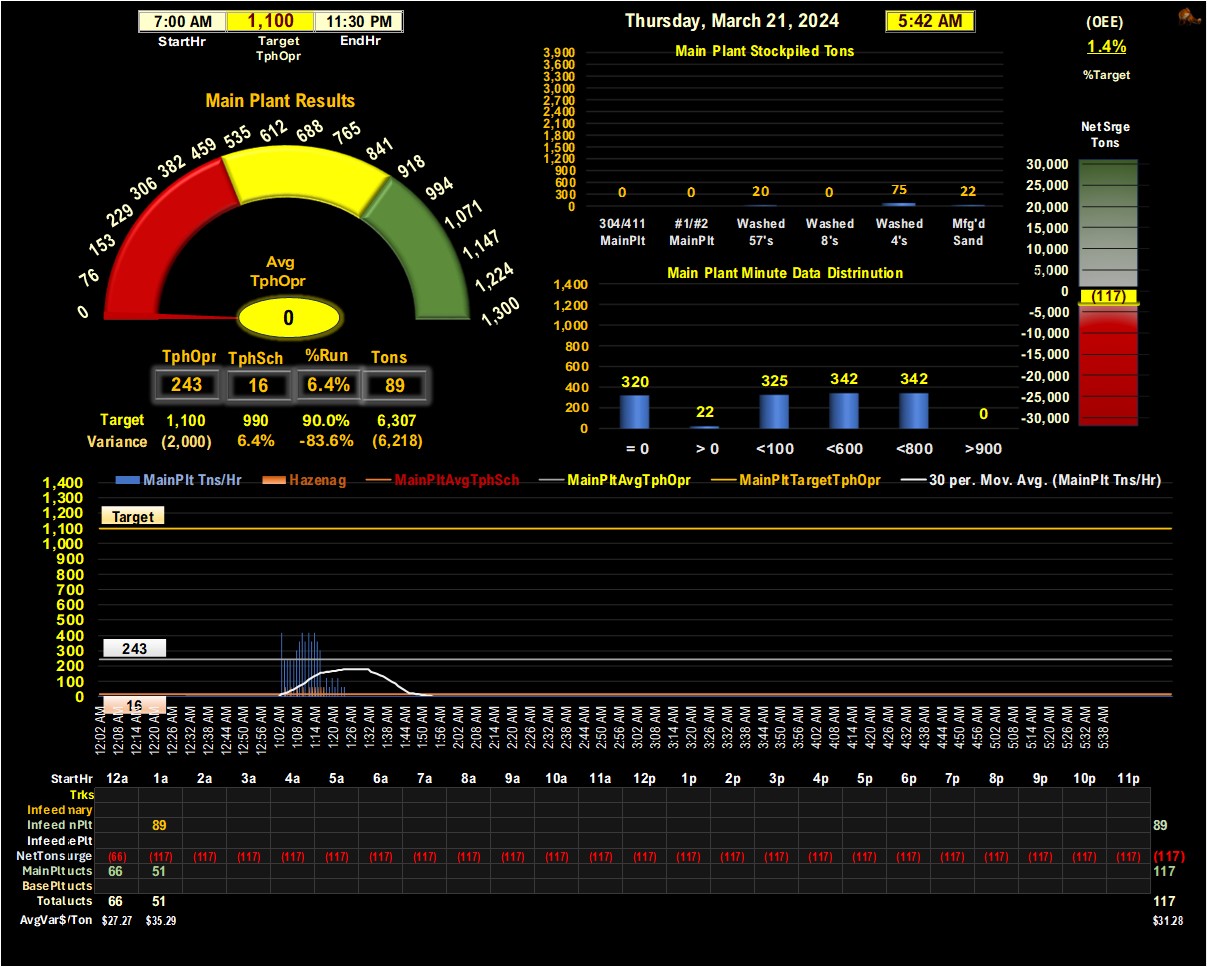 7:00 AM 1,100 11:30 PM
StartHr Target TphOpr EndHr
Thursday, March 21, 2024
5:42 AM
(OEE)
1.4%
%Target
Main Plant Results
0 76 153 229 306 382 459 535 612 688 765 841 918 994 1,071 1,147 1,224 1,300
Avg
TphOpr
0
TphOpr TphSch %Run Tons
243 16 6.4% 89
Target 1,100 990 90.0% 6,307
Variance (2,000) 6.4% -83.6% (6,218)
Main Plant Stockpiled Tons
3,900
3,600
3,300
3,000
2,700
2,400
2,100
1,800
1,500
1,200
900
600
300
0
0 0 20 0 75 22
304/411 #1/#2 Washed Washed Washed Mfg'd
MainPlt MainPlt 57's 8's 4's Sand
Main Plant Minute Data Distrinution
1,400
1,200
1,000
800
600
400
200
0
320 22 325 342 342 0
= 0 > 0 <100 <600 <800 >900
Net Srge
Tons
30,000
25,000
20,000
15,000
10,000
5,000
0
(117)
-5,000
-10,000
-15,000
-20,000
-25,000
-30,000
MainPlt Tns/Hr Hazenag MainPltAvgTphSch MainPltAvgTphOpr MainPltTargetTphOpr 30 per. Mov. Avg. (MainPlt Tns/Hr)
1,400
1,300
1,200
1,100
1,000
900
800
700
600
500
400
300
200
100
0
Target
243
16
12:02 AM 12:08 AM 12:14 AM 12:20 AM 12:26 AM 12:32 AM 12:38 AM 12:44 AM 12:50 AM 12:56 AM 1:02 AM 1:08 AM 1:14 AM 1:20 AM 1:26 AM 1:32 AM 1:38 AM 1:44 AM 1:50 AM 1:56 AM 2:02 AM 2:08 AM 2:14 AM 2:20 AM 2:26 AM 2:32 AM 2:38 AM 2:44 AM 2:50 AM 2:56 AM 3:02 AM 3:08 AM 3:14 AM 3:20 AM 3:26 AM 3:32 AM 3:38 AM 3:44 AM 3:50 AM 3:56 AM 4:02 AM 4:08 AM 4:14 AM 4:20 AM 4:26 AM 4:32 AM 4:38 AM 4:44 AM 4:50 AM 4:56 AM 5:02 AM 5:08 AM 5:14 AM 5:20 AM 5:26 AM 5:32 AM 5:38 AM
StartHr 12a 1a 2a 3a 4a 5a 6a 7a 8a 9a 10a 11a 12p 1p 2p 3p 4p 5p 6p 7p 8p 9p 10p 11p
Trks
Infeed nary
Infeed nPlt 89 89
Infeed ePlt
NetTons urge (66) (117) (117) (117) (117) (117) (117) (117) (117) (117) (117) (117) (117) (117) (117) (117) (117) (117) (117) (117) (117) (117) (117) (117) (117)
MainPlt ucts 66 51 117
BasePlt ucts
Total ucts 66 51 117
AvgVar$/Ton $27.27 $35.29 $31.28